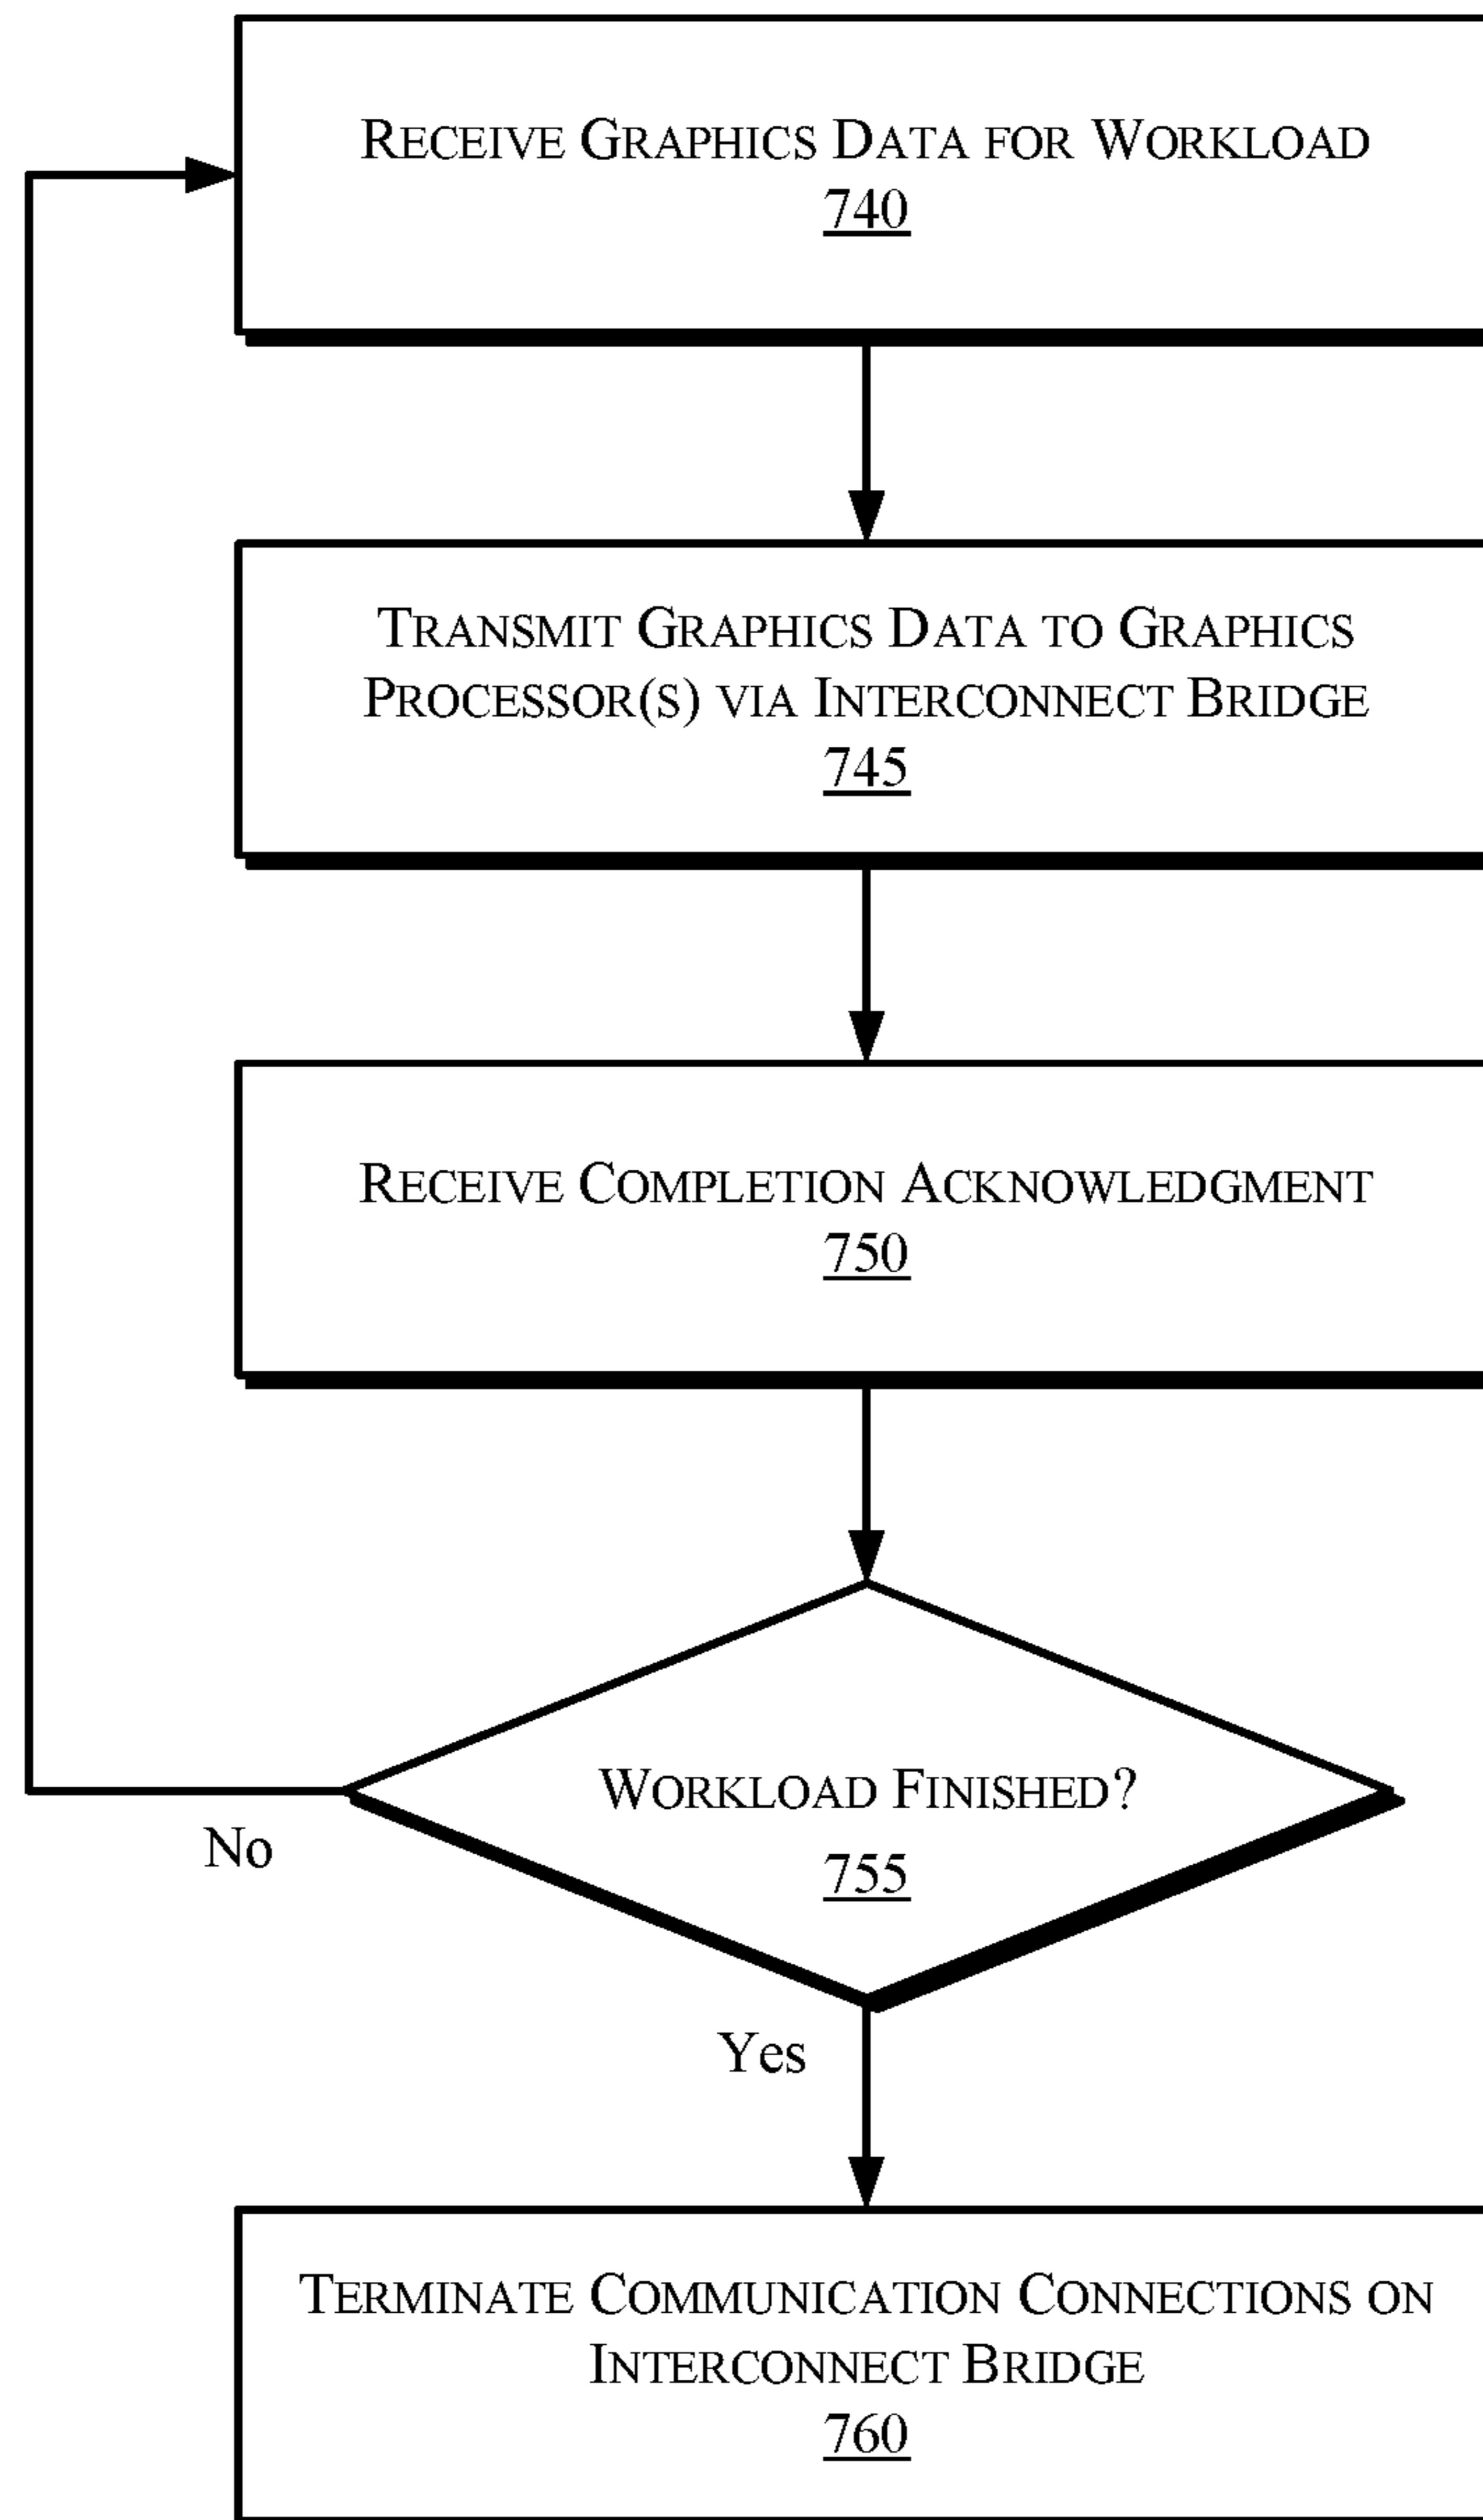 Receive Graphics Data for Workload
740
Transmit Graphics Data to Graphics
Processor(s) via Interconnect Bridge
745
Receive Completion Acknowledgment
750
Workload Finished?
755
No
Yes
Terminate Communication Connections on
Interconnect Bridge
760